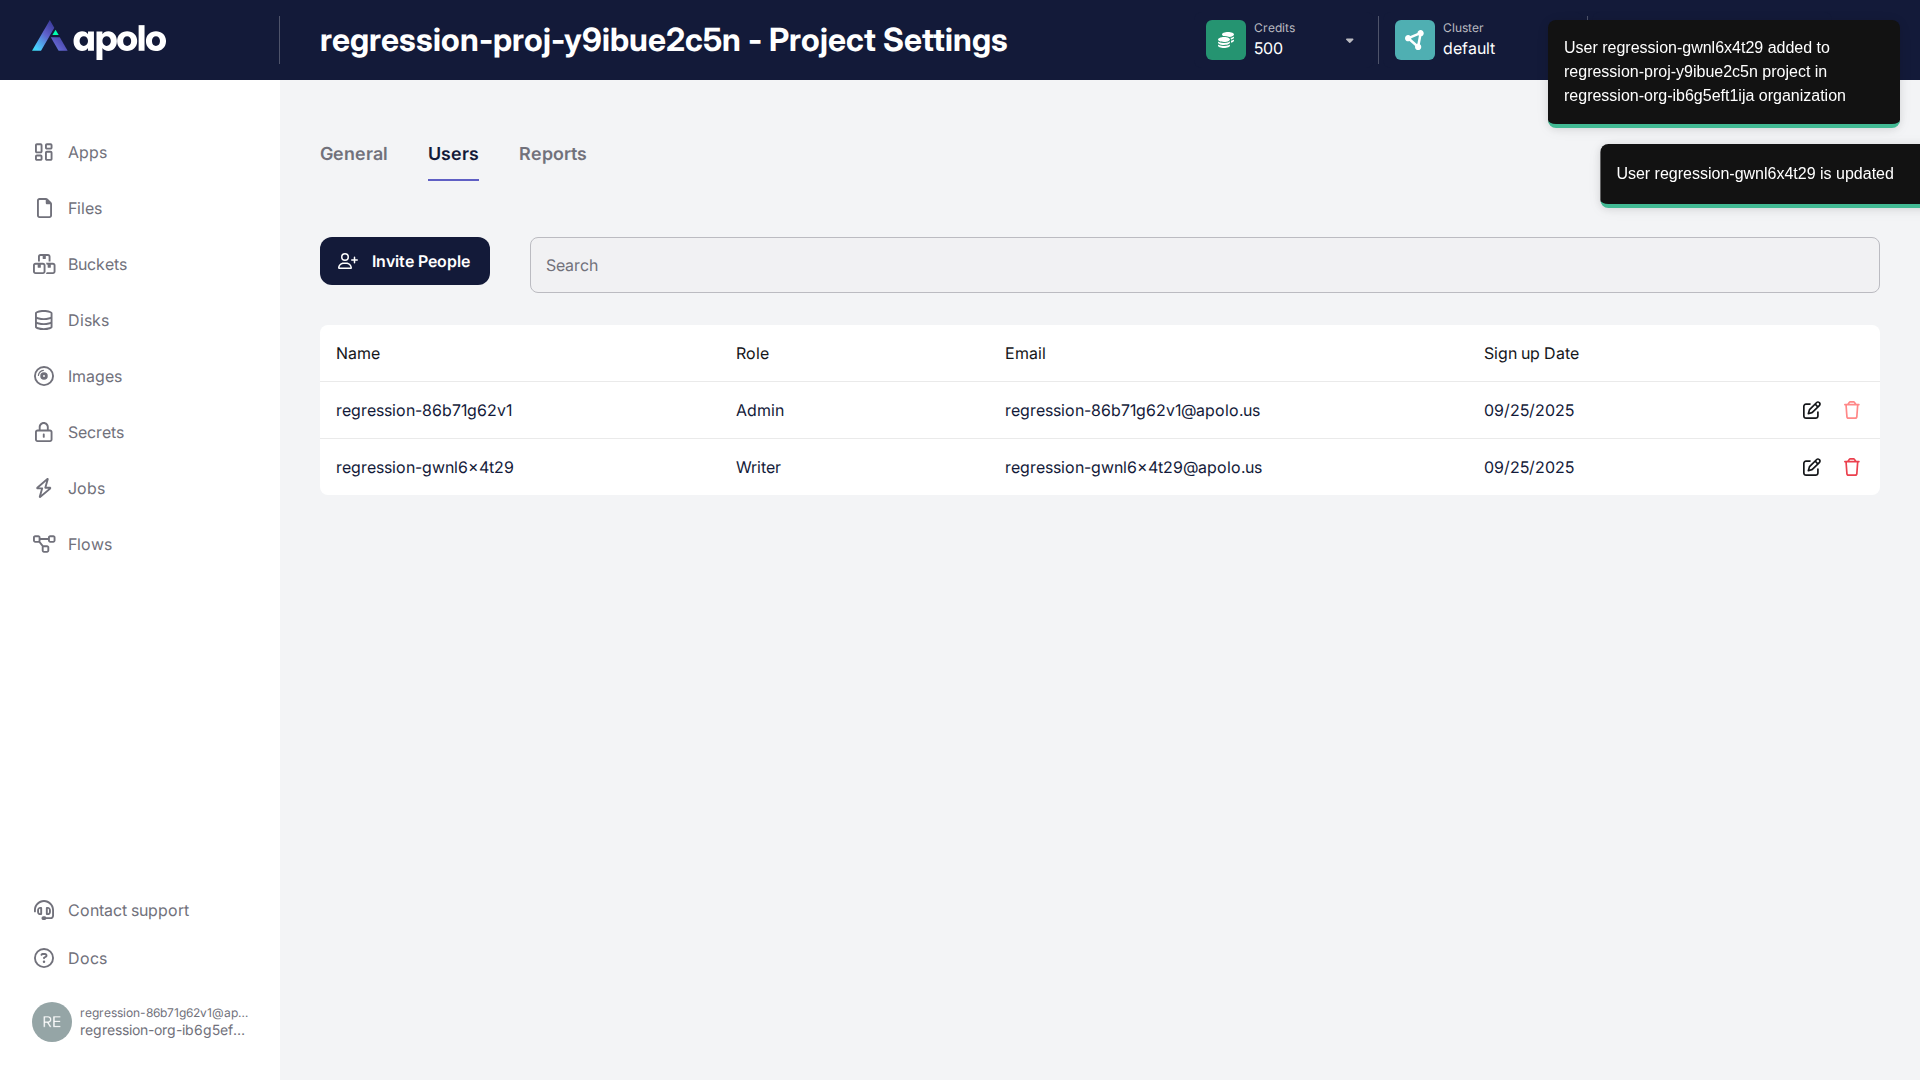 apolo
regression-proj-y9ibue2c5n - Project Settings
Credits
500
Cluster
default
User regression-gwnl6x4t29 added to
regression-proj-y9ibue2c5n project in
regression-org-ib6g5eft1ija organization
User regression-gwnl6x4t29 is updated
Apps
Files
Buckets
Disks
Images
Secrets
Jobs
Flows
General
Users
Reports
Invite People
Search
Name Role Email Sign up Date
regression-86b71g62v1 Admin regression-86b71g62v1@apolo.us 09/25/2025
regression-gwnl6x4t29 Writer regression-gwnl6x4t29@apolo.us 09/25/2025
Contact support
Docs
RE
regression-86b71g62v1@ap...
regression-org-ib6g5ef...